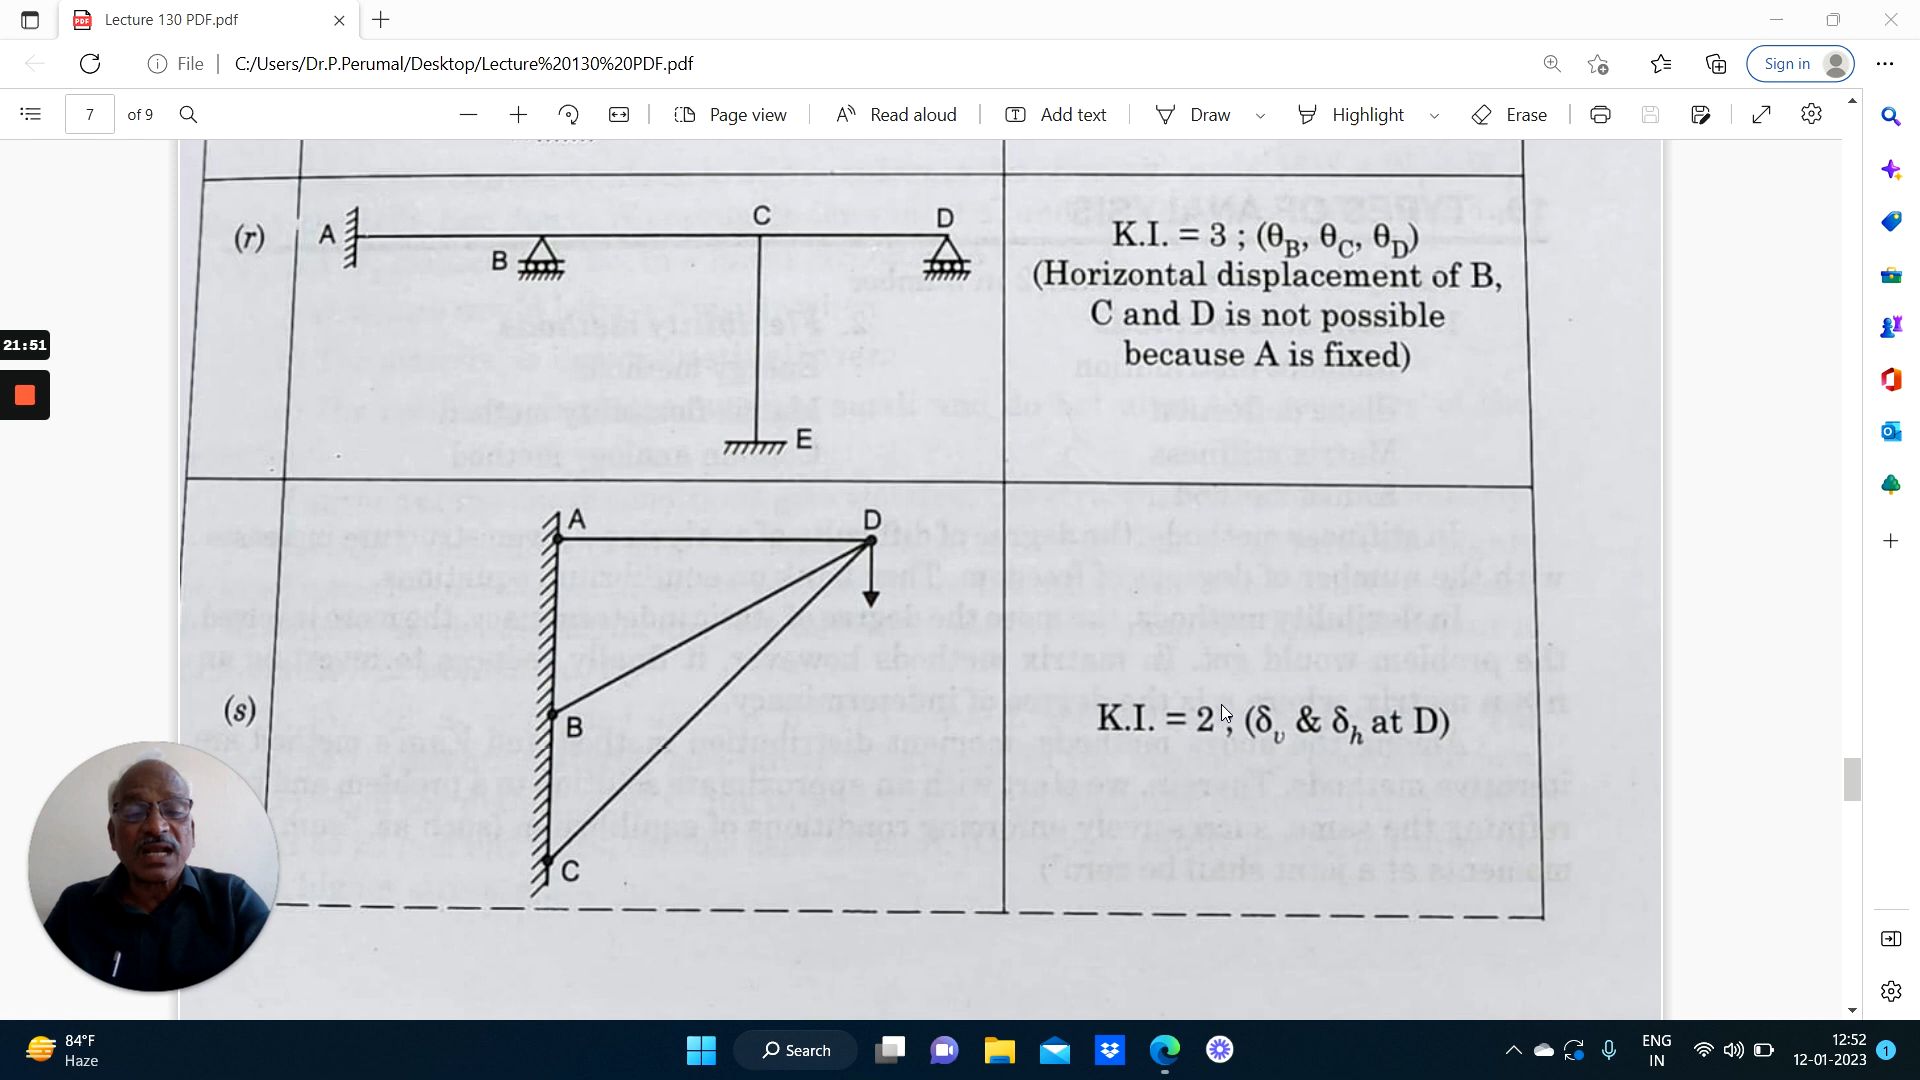 Lecture 130 PDF.pdf
File
C:/Users/Dr.P.Perumal/Desktop/Lecture%20130%20PDF.pdf
Sign in
7 of 9
Page view
Read aloud
Add text
Draw
Highlight
Erase
(r)
A
B
C
D
E
K.I. = 3 ; (θB, θC, θD)
(Horizontal displacement of B,
C and D is not possible
because A is fixed)
21:51
(s)
A
D
B
C
K.I. = 2 ; (δv & δh at D)
84°F
Haze
Search
ENG
IN
12:52
12-01-2023
1